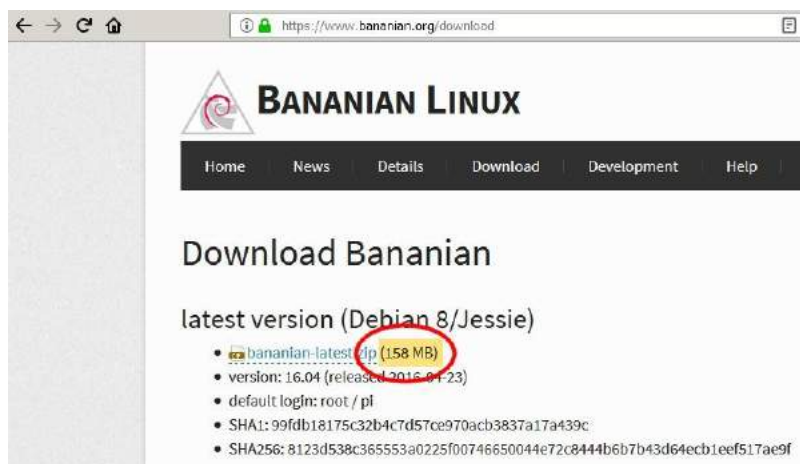 https://www.bananian.org/download
BANANIAN LINUX
Home News Details Download Development Help
Download Bananian
latest version (Debian 8/Jessie)
bananian-latest.zip (158 MB)
version: 16.04 (released 2016-04-23)
default login: root / pi
SHA1: 99fdb18175c32b4c7d57ce970acb3837a17a439c
SHA256: 8123d538c365553a0225f00746650044e72c8444b6b7b43d64ecb1eef517ae9f